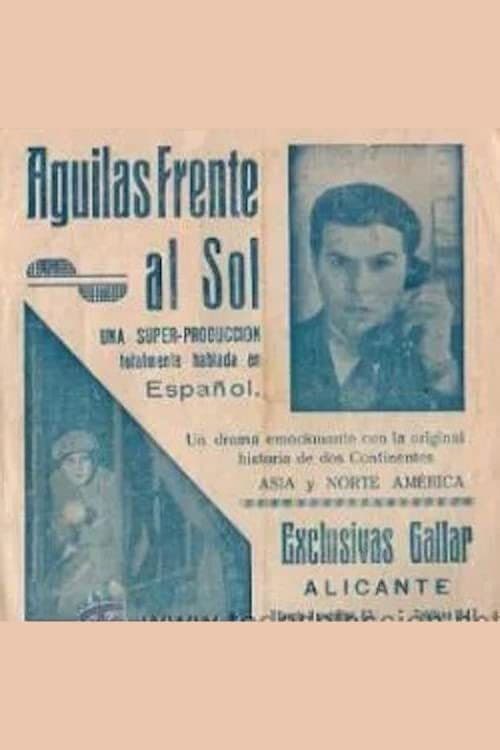 Aguilas Frente
al Sol
UNA SUPER-PRODUCCION
totalmente hablada en
Español.
Un drama emocionante con la original
historia de dos Continentes
ASIA y NORTE AMÉRICA
Exclusivas Gallar
ALICANTE